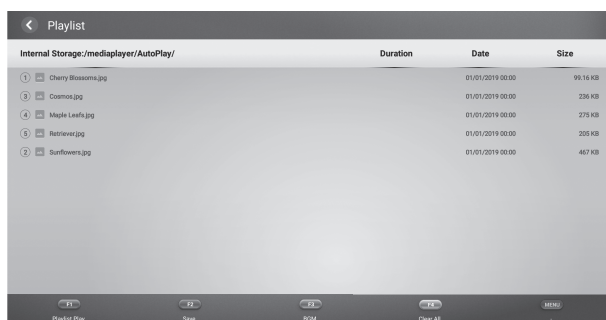 Playlist
Internal Storage:/mediaplayer/AutoPlay/ Duration Date Size
1 Cherry Blossoms.jpg 01/01/2019 00:00 99.16 KB
3 Cosmos.jpg 01/01/2019 00:00 236 KB
4 Maple Leafs.jpg 01/01/2019 00:00 275 KB
5 Retriever.jpg 01/01/2019 00:00 205 KB
2 Sunflowers.jpg 01/01/2019 00:00 467 KB
F1 F2 F3 F4 MENU
Playlist Play Save BGM Clear All